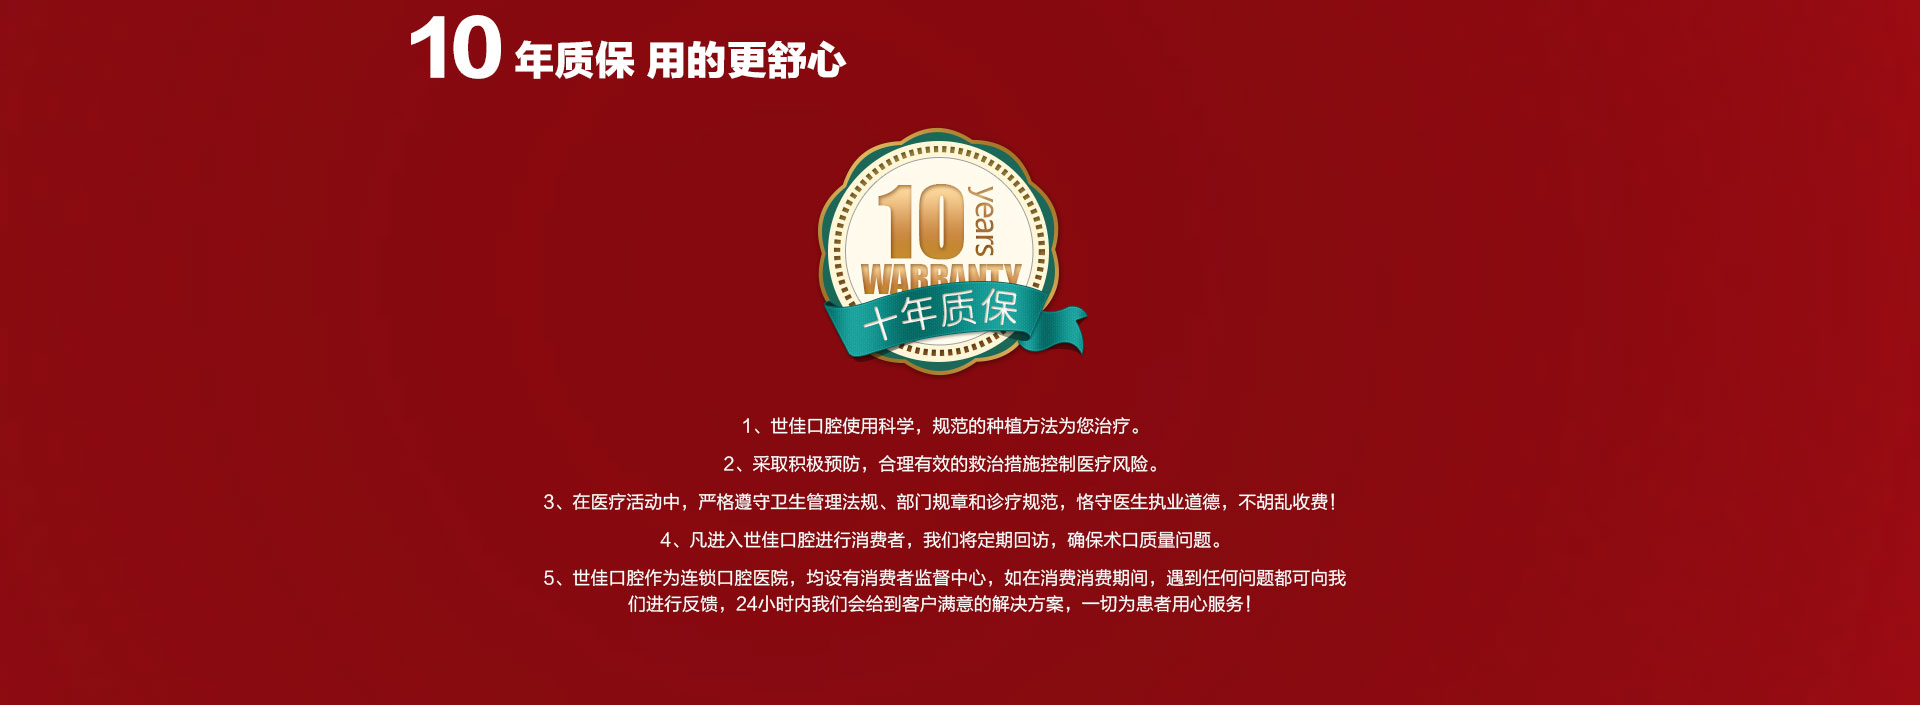 10 年质保 用的更舒心
10 years
WARRANTY
十年质保
1、世佳口腔使用科学，规范的种植方法为您治疗。
2、采取积极预防，合理有效的救治措施控制医疗风险。
3、在医疗活动中，严格遵守卫生管理法规、部门规章和诊疗规范，恪守医生执业道德，不胡乱收费！
4、凡进入世佳口腔进行消费者，我们将定期回访，确保术口质量问题。
5、世佳口腔作为连锁口腔医院，均设有消费者监督中心，如在消费消费期间，遇到任何问题都可向我
们进行反馈，24小时内我们会给到客户满意的解决方案，一切为患者用心服务！